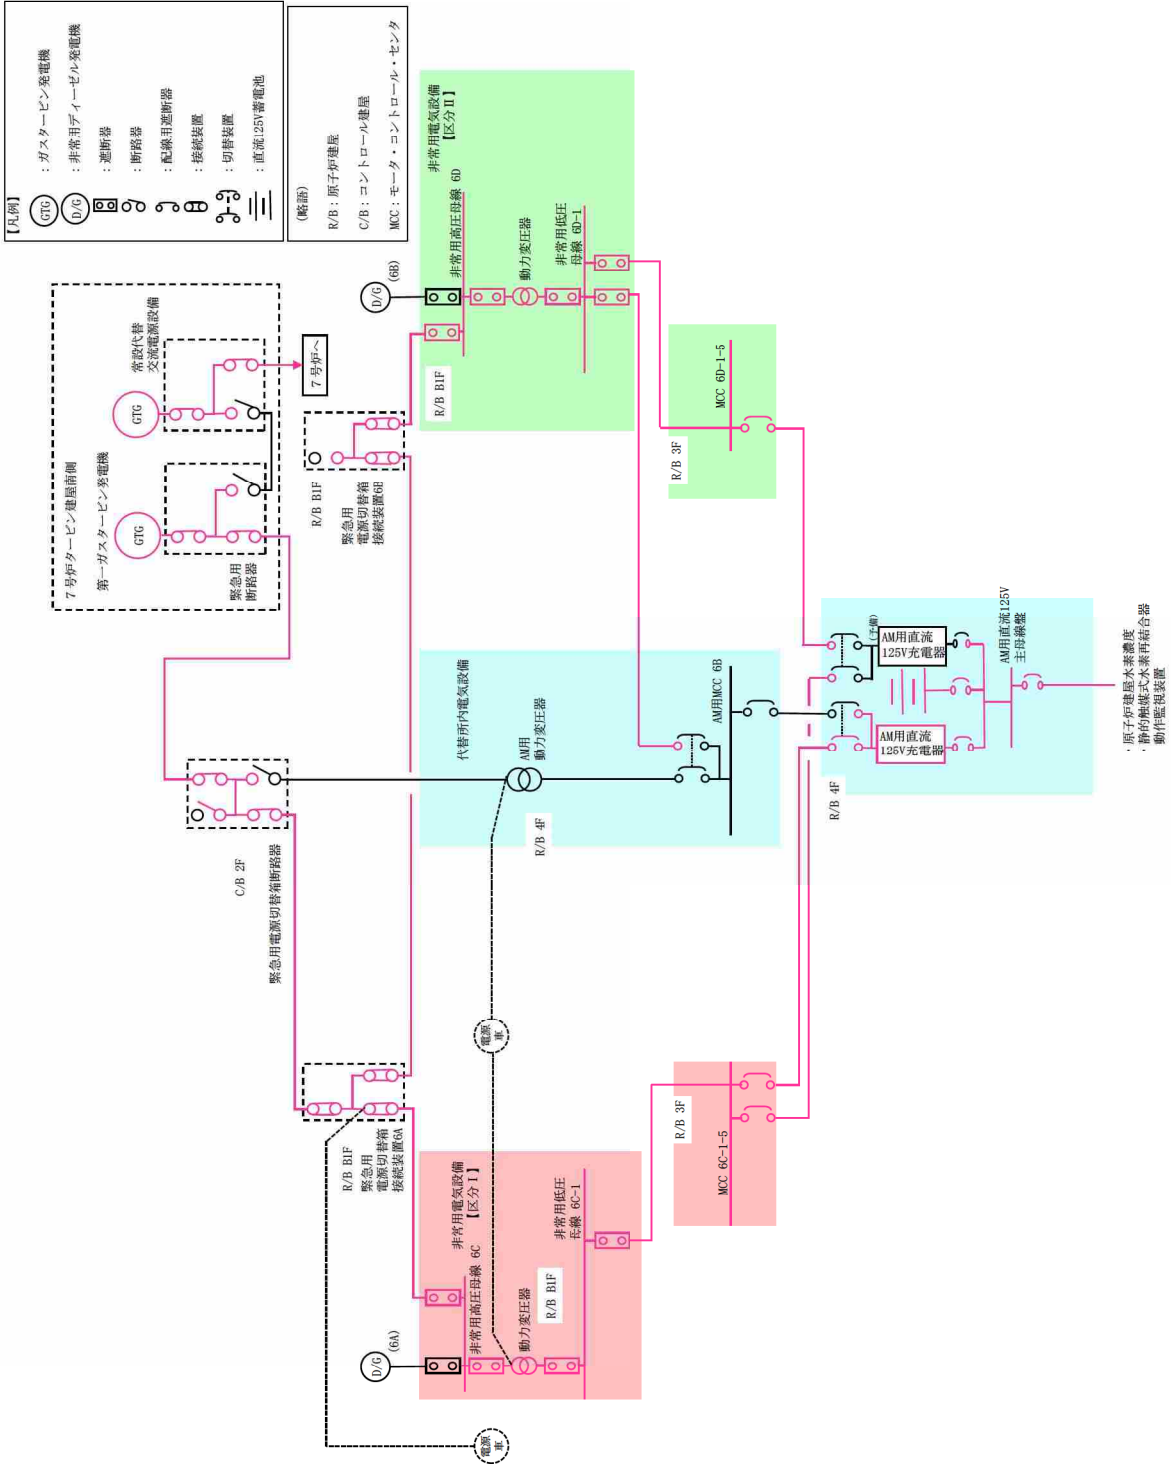 【凡例】
GTG
：ガスタービン発電機
D/G
：非常用ディーゼル発電機
：遮断器
：断路器
：配線用遮断器
：接続装置
：切替装置
：直流125V蓄電池
(略語)
R/B：原子炉建屋
C/B：コントロール建屋
MCC：モータ・コントロール・センタ
7号炉タービン建屋南側
第一ガスタービン発電機
GTG
緊急用
断路器
常設代替
交流電源設備
GTG
7号炉へ
C/B 2F
緊急用電源切替箱断路器
R/B B1F
緊急用
電源切替箱
接続装置6B
R/B B1F
緊急用
電源切替箱
接続装置6A
D/G
(6B)
非常用電気設備
【区分Ⅱ】
非常用高圧母線 6D
動力変圧器
非常用低圧
母線 6D-1
R/B B1F
MCC 6D-1-5
R/B 3F
代替所内電気設備
AM用
動力変圧器
R/B 4F
AM用MCC 6B
電源
車
D/G
(6A)
非常用電気設備
【区分Ⅰ】
非常用高圧母線 6C
動力変圧器
R/B B1F
非常用低圧
母線 6C-1
電源
車
R/B 3F
MCC 6C-1-5
R/B 4F
(予備)
AM用直流
125V充電器
AM用直流
125V充電器
AM用直流125V
主母線盤
・原子炉建屋水素濃度
・静的触媒式水素再結合器
動作監視装置